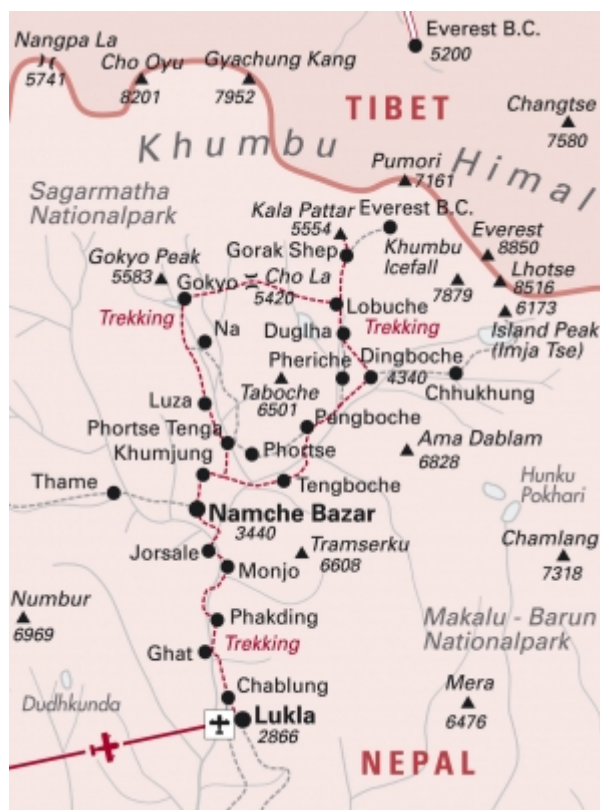 Nangpa La
5741
Cho Oyu
8201
Gyachung Kang
7952
Everest B.C.
5200
TIBET
Changtse
7580
Khumbu Himal
Pumori
7161
Sagarmatha
Nationalpark
Kala Pattar
5554
Everest B.C.
Gorak Shep
Khumbu
Icefall
7879
Everest
8850
Lhotse
8516
6173
Island Peak
(Imja Tse)
Gokyo Peak
5583
Gokyo
Cho La
5420
Lobuche
Trekking
Na
Duglha
Trekking
Pheriche
Dingboche
4340
Chhukhung
Taboche
6501
Luza
Pangboche
Phortse Tenga
Phortse
Ama Dablam
6828
Khumjung
Tengboche
Thame
Hunku
Pokhari
Namche Bazar
3440
Jorsale
Tramserku
6608
Chamlang
7318
Monjo
Numbur
6969
Phakding
Makalu - Barun
Nationalpark
Trekking
Ghat
Chablung
Mera
6476
Dudhkunda
Lukla
2866
NEPAL